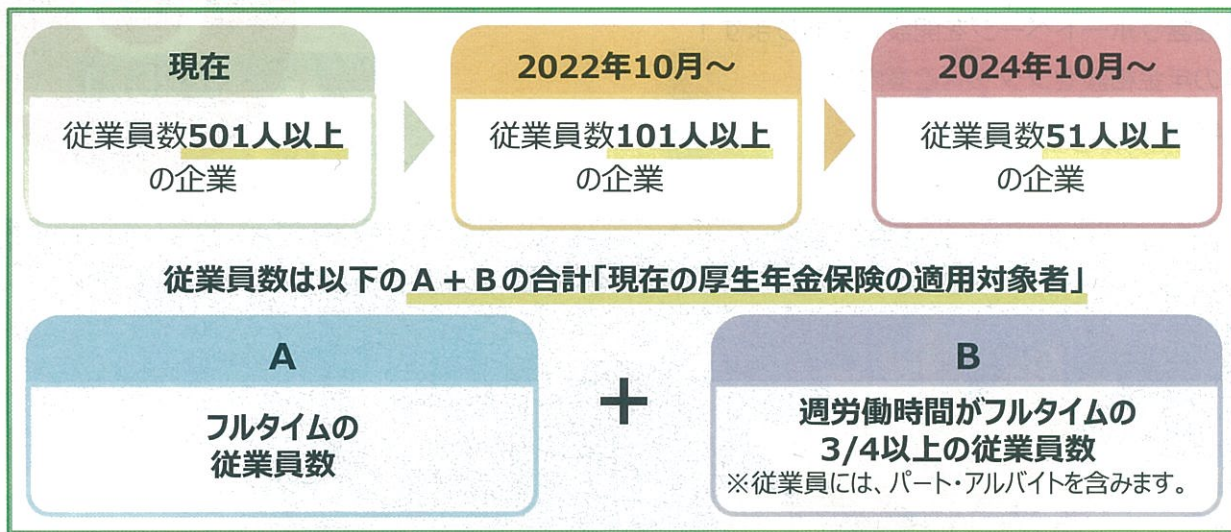 現在
従業員数501人以上
の企業
2022年10月~
従業員数101人以上
の企業
2024年10月~
従業員数51人以上
の企業
従業員数は以下のA+Bの合計「現在の厚生年金保険の適用対象者」
A
フルタイムの
従業員数
+
B
週労働時間がフルタイムの
3/4以上の従業員数
※従業員には、パート・アルバイトを含みます。